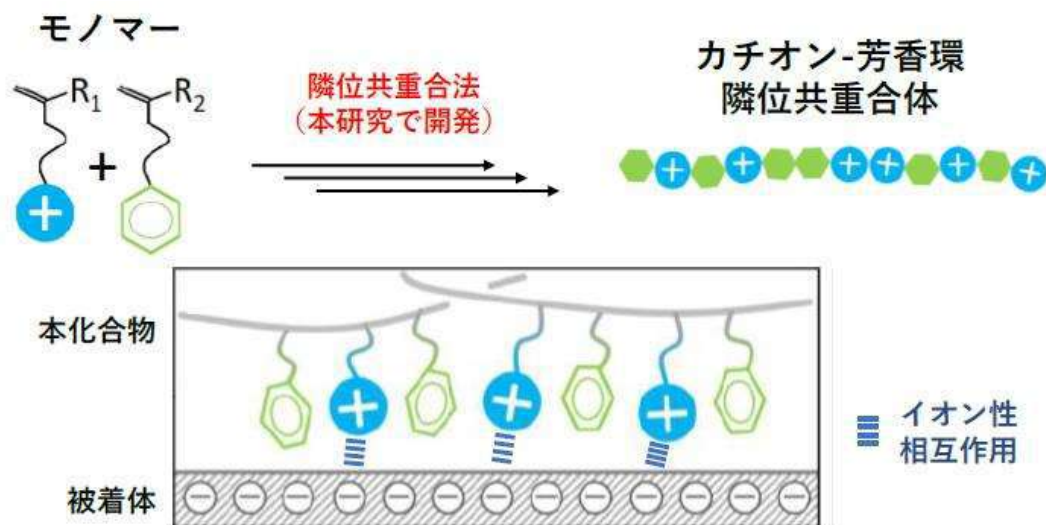 モノマー
R1
R2
+
+
隣位共重合法
(本研究で開発)
カチオン-芳香環
隣位共重合体
+ + + + + +
本化合物
+ + +
イオン性
相互作用
被着体
− − − − − − − − − − − − −